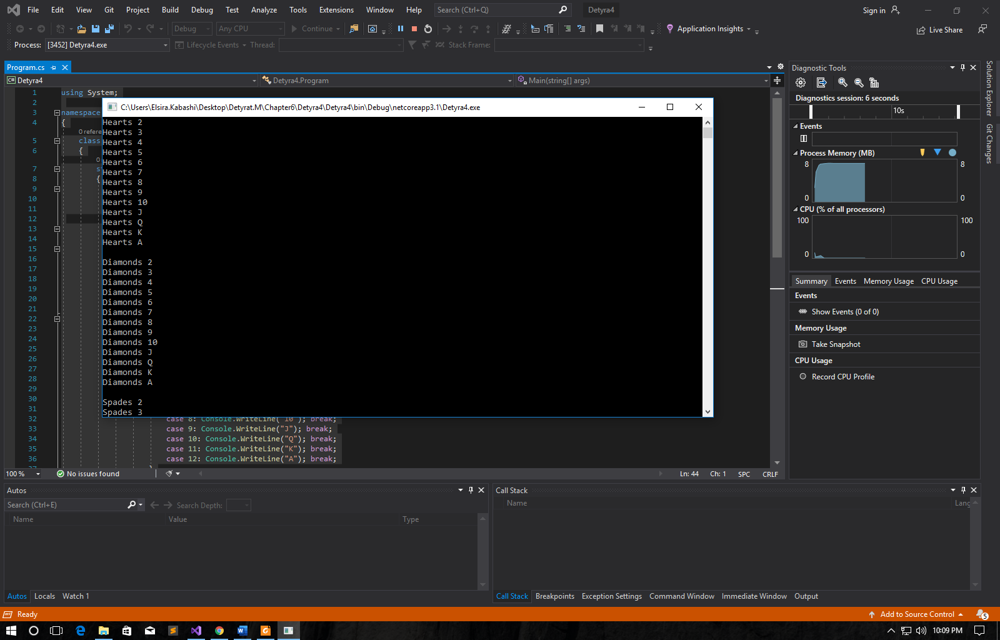 File Edit View Git Project Build Debug Test Analyze Tools Extensions Window Help Search (Ctrl+Q) Detyra4 Sign in
Debug Any CPU Continue Application Insights Live Share
Process: [3452] Detyra4.exe Lifecycle Events Thread: Stack Frame:
Program.cs
Detyra4 Detyra4.Program Main(string[] args)
1 using System;
2
3 namespace
4 {
0 refere
5 class
6 {
0
7 s
8 {
9
10
11
12
13
14
15
16
17
18
19
20
21
22
23
24
25
26
27
28
29
30
31
32 case 8: Console.WriteLine("10"); break;
33 case 9: Console.WriteLine("J"); break;
34 case 10: Console.WriteLine("Q"); break;
35 case 11: Console.WriteLine("K"); break;
36 case 12: Console.WriteLine("A"); break;
37 }
C:\Users\Elsira.Kabashi\Desktop\Detyrat.M\Chapter6\Detyra4\Detyra4\bin\Debug\netcoreapp3.1\Detyra4.exe
Hearts 2
Hearts 3
Hearts 4
Hearts 5
Hearts 6
Hearts 7
Hearts 8
Hearts 9
Hearts 10
Hearts J
Hearts Q
Hearts K
Hearts A
Diamonds 2
Diamonds 3
Diamonds 4
Diamonds 5
Diamonds 6
Diamonds 7
Diamonds 8
Diamonds 9
Diamonds 10
Diamonds J
Diamonds Q
Diamonds K
Diamonds A
Spades 2
Spades 3
100 % No issues found Ln: 44 Ch: 1 SPC CRLF
Diagnostic Tools
Diagnostics session: 6 seconds
10s
Events
Process Memory (MB)
8 8
0 0
CPU (% of all processors)
100 100
0 0
Summary Events Memory Usage CPU Usage
Events
Show Events (0 of 0)
Memory Usage
Take Snapshot
CPU Usage
Record CPU Profile
Solution Explorer
Git Changes
Autos
Search (Ctrl+E) Search Depth:
Name Value Type
Autos Locals Watch 1
Call Stack
Name Lang
Call Stack Breakpoints Exception Settings Command Window Immediate Window Output
Ready Add to Source Control 5
10:09 PM